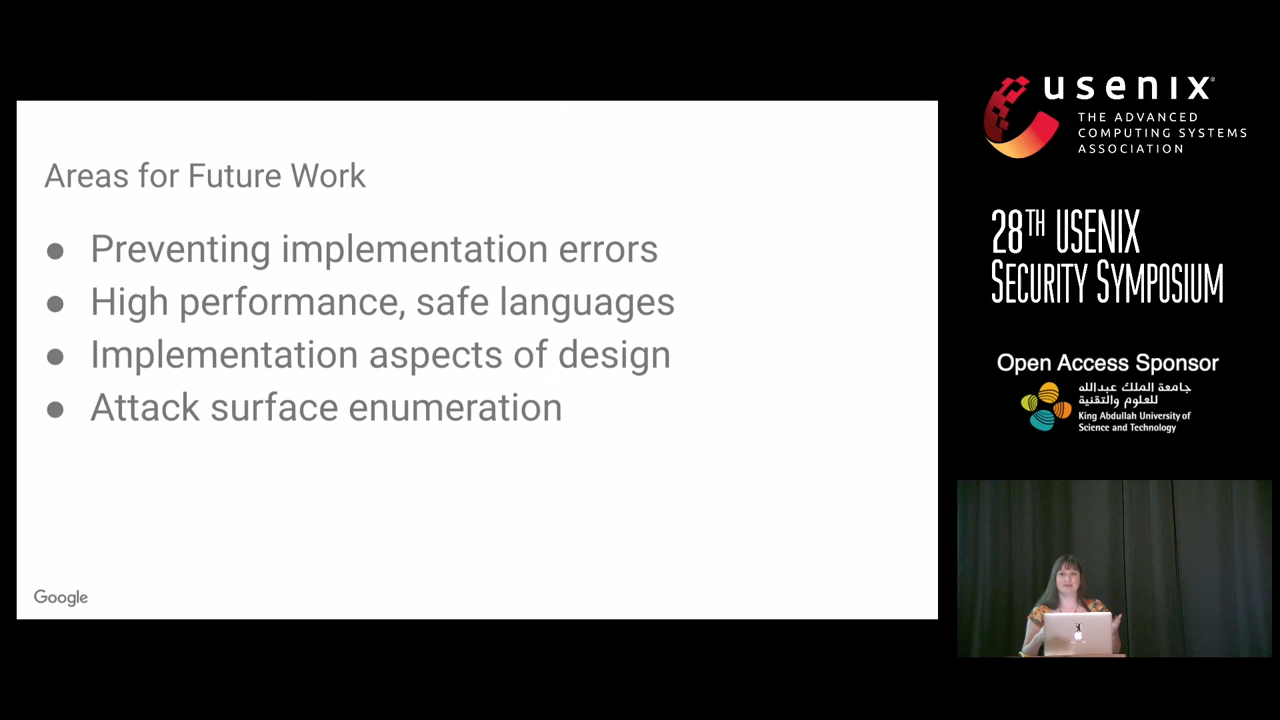 Areas for Future Work
● Preventing implementation errors
● High performance, safe languages
● Implementation aspects of design
● Attack surface enumeration
Google
usenix
THE ADVANCED
COMPUTING SYSTEMS
ASSOCIATION
28TH USENIX
SECURITY SYMPOSIUM
Open Access Sponsor
جامعة الملك عبدالله
للعلوم والتقنية
King Abdullah University of
Science and Technology